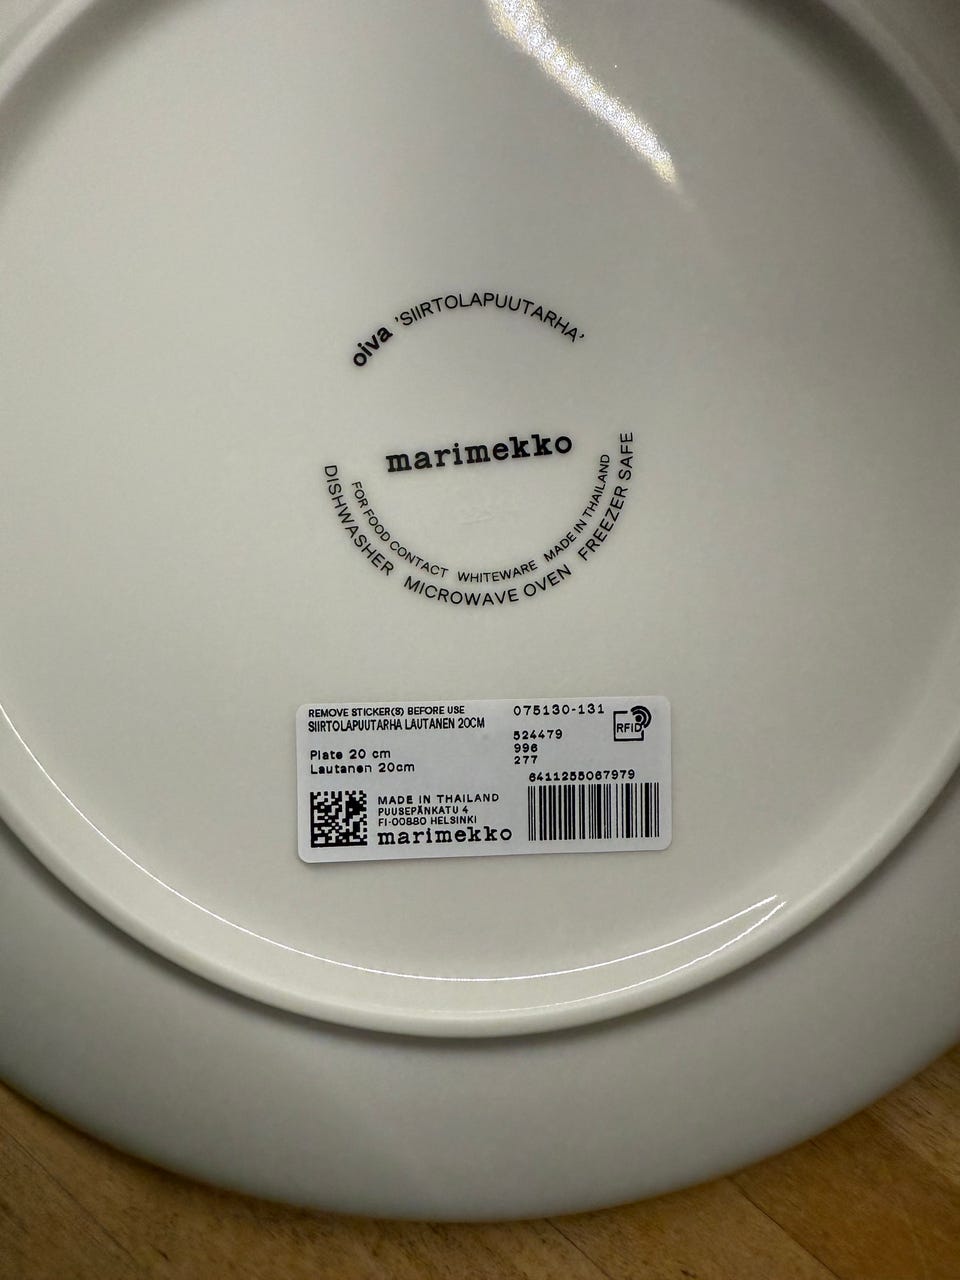 oiva 'SIIRTOLAPUUTARHA'
marimekko
FOR FOOD CONTACT WHITEWARE MADE IN THAILAND
DISHWASHER MICROWAVE OVEN FREEZER SAFE
REMOVE STICKER(S) BEFORE USE
SIIRTOLAPUUTARHA LAUTANEN 20CM
Plate 20 cm
Lautanen 20cm
MADE IN THAILAND
PUUSEPÄNKATU 4
FI-00880 HELSINKI
marimekko
075130-131
RFID
524479
996
277
6411255067979